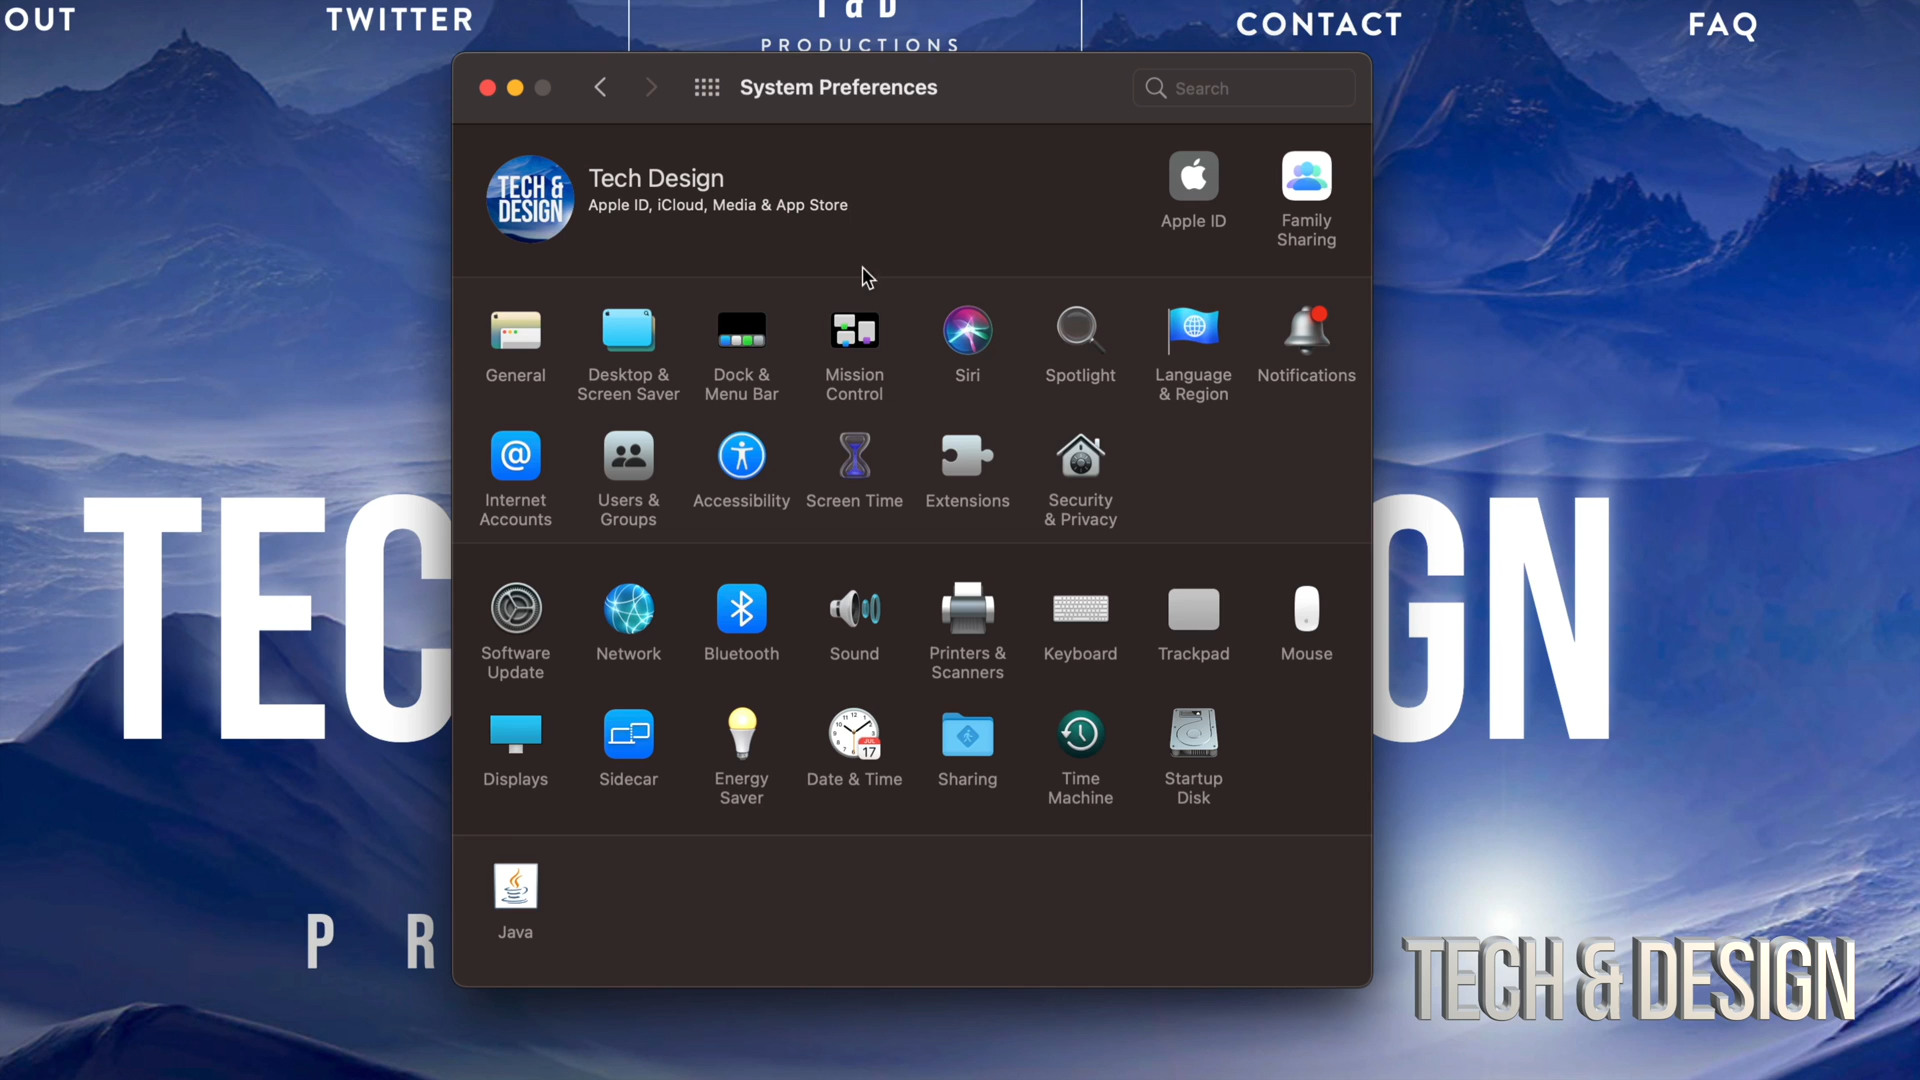 OUT
TWITTER
T & D
PRODUCTIONS
CONTACT
FAQ
System Preferences
Search
TECH &
DESIGN
Tech Design
Apple ID, iCloud, Media & App Store
Apple ID
Family
Sharing
General
Desktop &
Screen Saver
Dock &
Menu Bar
Mission
Control
Siri
Spotlight
Language
& Region
Notifications
@
Internet
Accounts
Users &
Groups
Accessibility
Screen Time
Extensions
Security
& Privacy
TEC
GN
Software
Update
Network
Bluetooth
Sound
Printers &
Scanners
Keyboard
Trackpad
Mouse
Displays
Sidecar
Energy
Saver
JUL
17
Date & Time
Sharing
Time
Machine
Startup
Disk
Java
P R
TECH & DESIGN